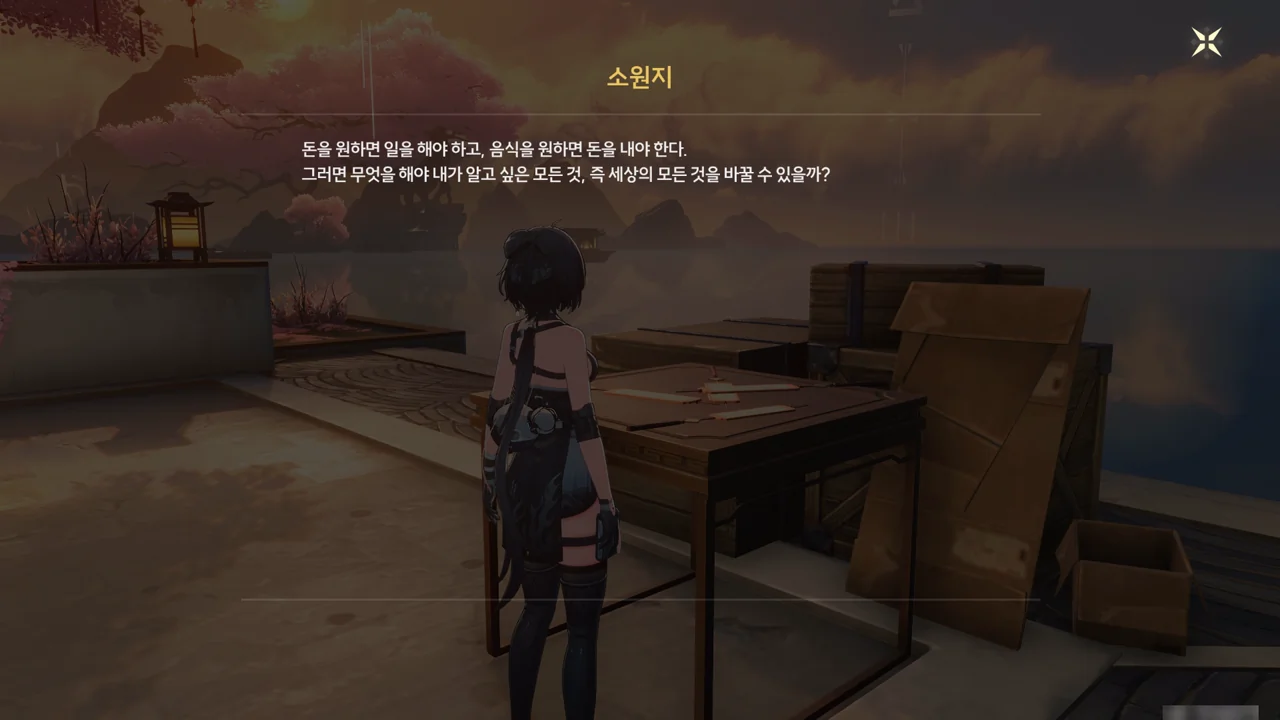 소원지
돈을 원하면 일을 해야 하고, 음식을 원하면 돈을 내야 한다.
그러면 무엇을 해야 내가 알고 싶은 모든 것, 즉 세상의 모든 것을 바꿀 수 있을까?